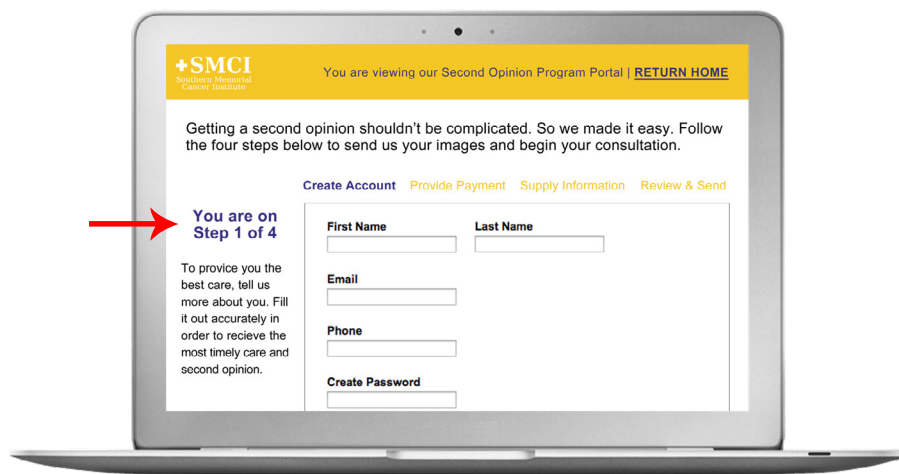 +SMCI
Southern Memorial
Cancer Institute
You are viewing our Second Opinion Program Portal | RETURN HOME
Getting a second opinion shouldn’t be complicated. So we made it easy. Follow
the four steps below to send us your images and begin your consultation.
Create Account Provide Payment Supply Information Review & Send
You are on
Step 1 of 4
To provice you the
best care, tell us
more about you. Fill
it out accurately in
order to recieve the
most timely care and
second opinion.
First Name Last Name
Email
Phone
Create Password